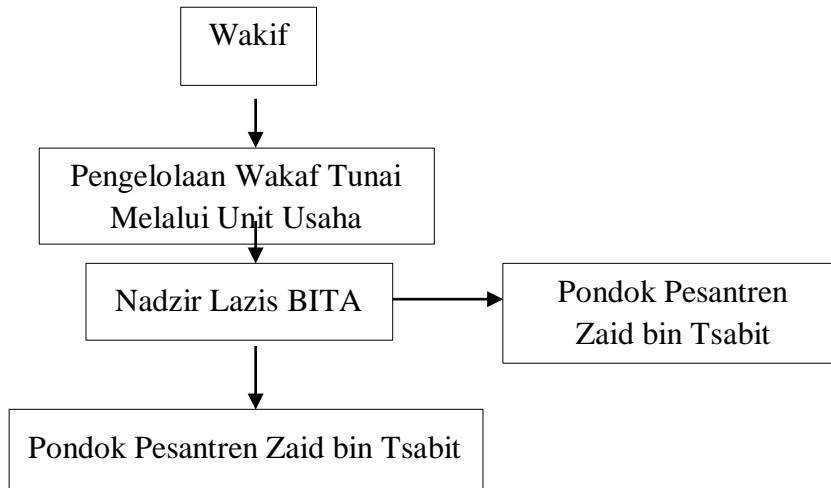 Wakif
Pengelolaan Wakaf Tunai
Melalui Unit Usaha
Nadzir Lazis BITA
Pondok Pesantren
Zaid bin Tsabit
Pondok Pesantren Zaid bin Tsabit